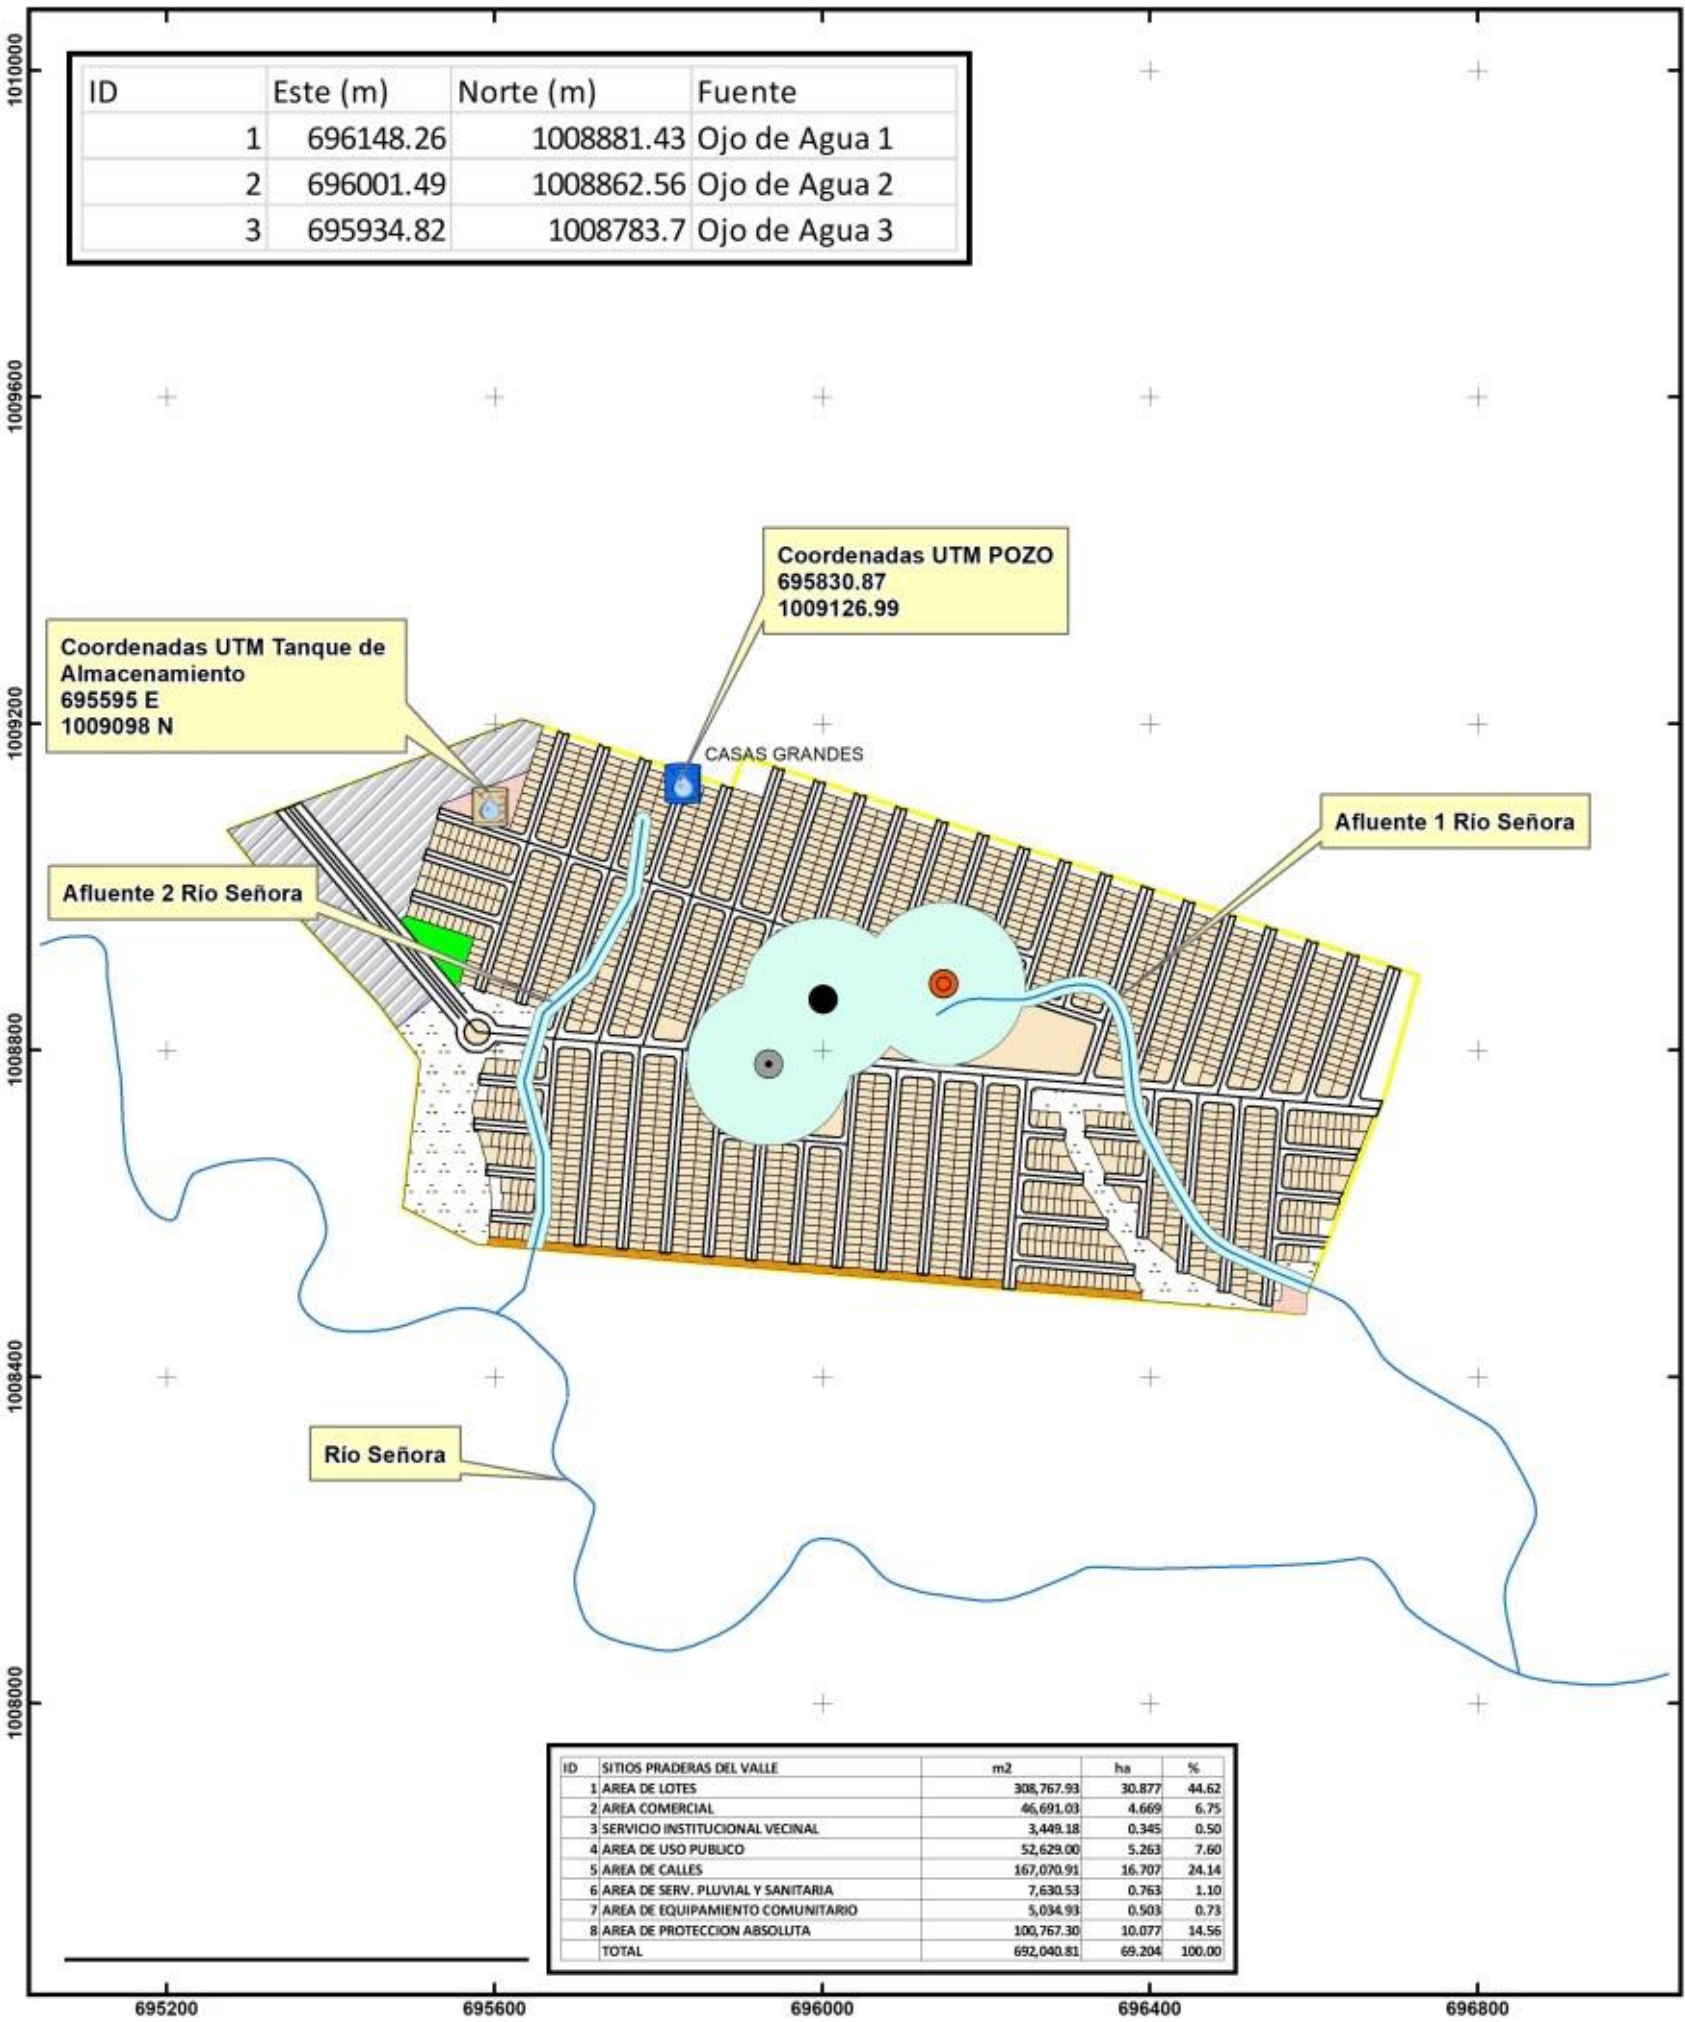 ID Este (m) Norte (m) Fuente
1 696148.26 1008881.43 Ojo de Agua 1
2 696001.49 1008862.56 Ojo de Agua 2
3 695934.82 1008783.7 Ojo de Agua 3
1010000
1009600
1009200
1008800
1008400
1008000
Coordenadas UTM POZO
695830.87
1009126.99
Coordenadas UTM Tanque de
Almacenamiento
695595 E
1009098 N
CASAS GRANDES
Afluente 1 Río Señora
Afluente 2 Río Señora
Río Señora
ID SITIOS PRADERAS DEL VALLE m2 ha %
1 AREA DE LOTES 308,767.93 30.877 44.62
2 AREA COMERCIAL 46,691.03 4.669 6.75
3 SERVICIO INSTITUCIONAL VECINAL 3,449.18 0.345 0.50
4 AREA DE USO PUBLICO 52,629.00 5.263 7.60
5 AREA DE CALLES 167,070.91 16.707 24.14
6 AREA DE SERV. PLUVIAL Y SANITARIA 7,630.53 0.763 1.10
7 AREA DE EQUIPAMIENTO COMUNITARIO 5,034.93 0.503 0.73
8 AREA DE PROTECCION ABSOLUTA 100,767.30 10.077 14.56
TOTAL 692,040.81 69.204 100.00
695200 695600 696000 696400 696800